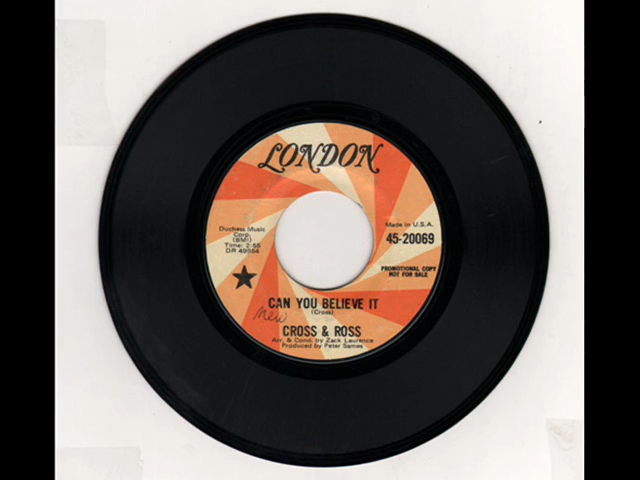 LONDON
Duchess Music
Corp.
(BMI)
Time: 2:55
DR 49954
Made in U.S.A.
45-20069
PROMOTIONAL COPY
NOT FOR SALE
CAN YOU BELIEVE IT
(Cross)
new
CROSS & ROSS
Arr. & Cond. by Zack Laurence
Produced by Peter Sames